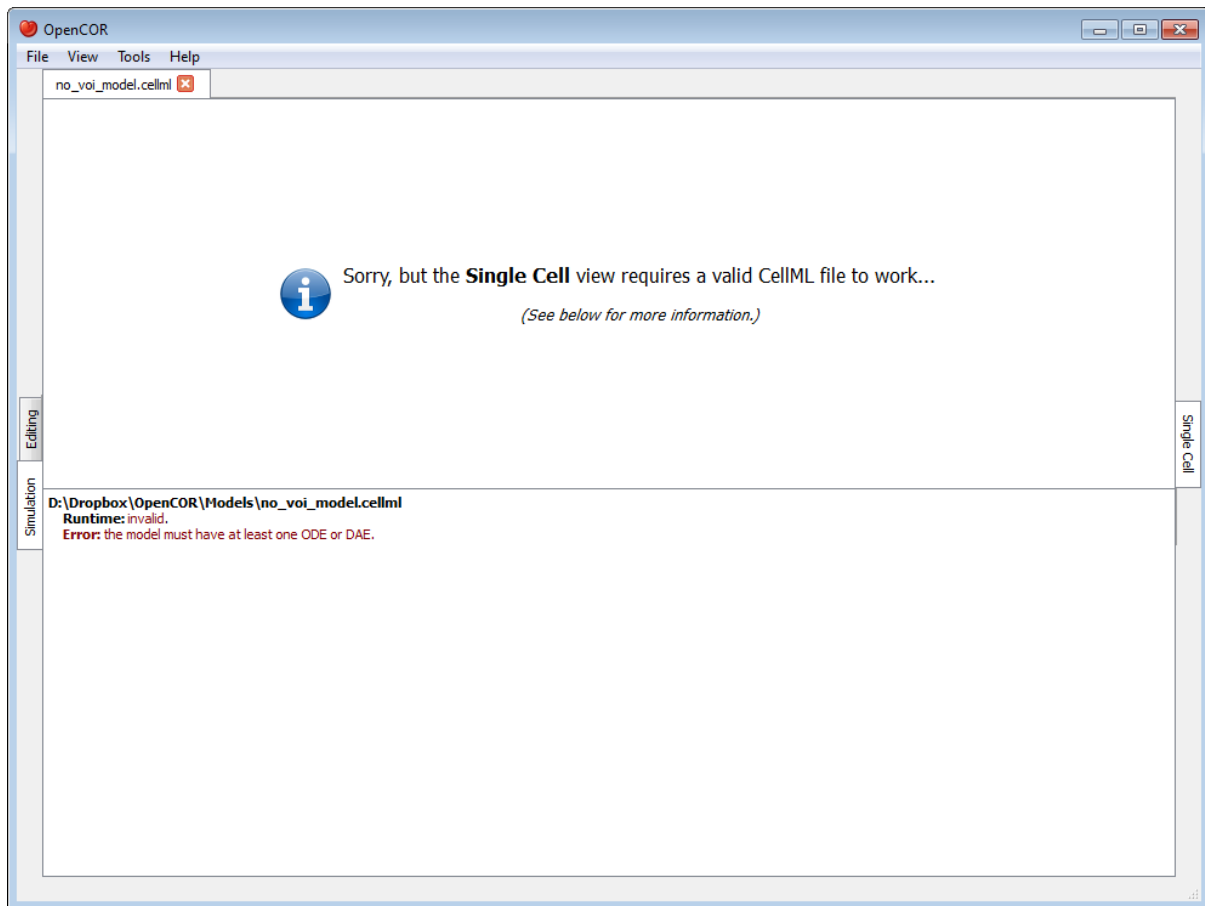 OpenCOR
File View Tools Help
no_voi_model.cellml
Sorry, but the Single Cell view requires a valid CellML file to work...
(See below for more information.)
Editing
Simulation
Single Cell
D:\Dropbox\OpenCOR\Models\no_voi_model.cellml
Runtime: invalid.
Error: the model must have at least one ODE or DAE.